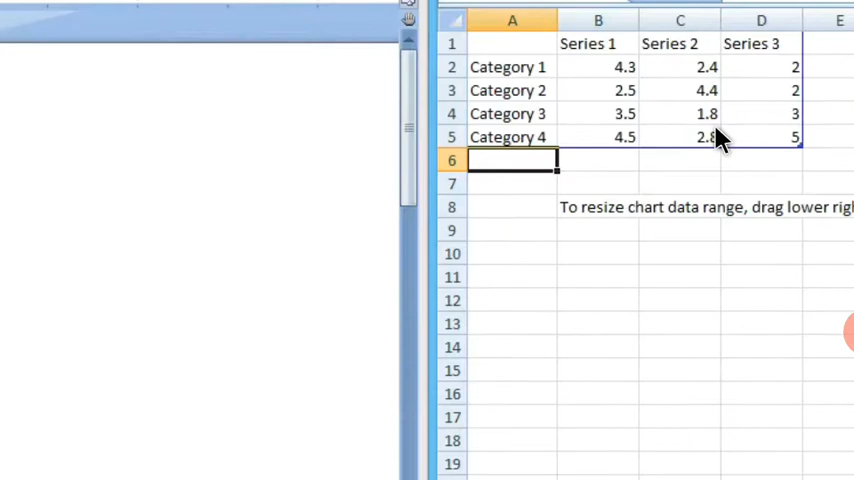 A B C D E
1 Series 1 Series 2 Series 3
2 Category 1 4.3 2.4 2
3 Category 2 2.5 4.4 2
4 Category 3 3.5 1.8 3
5 Category 4 4.5 2.8 5
6
7
8 To resize chart data range, drag lower
9
10
11
12
13
14
15
16
17
18
19